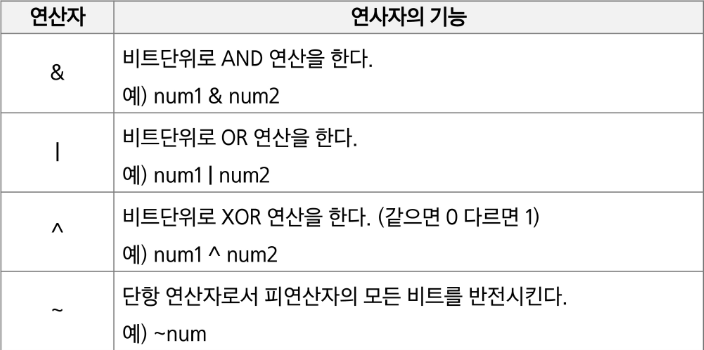 연산자 연사자의 기능
& 비트단위로 AND 연산을 한다.
예) num1 & num2
| 비트단위로 OR 연산을 한다.
예) num1 | num2
^ 비트단위로 XOR 연산을 한다. (같으면 0 다르면 1)
예) num1 ^ num2
~ 단항 연산자로서 피연산자의 모든 비트를 반전시킨다.
예) ~num